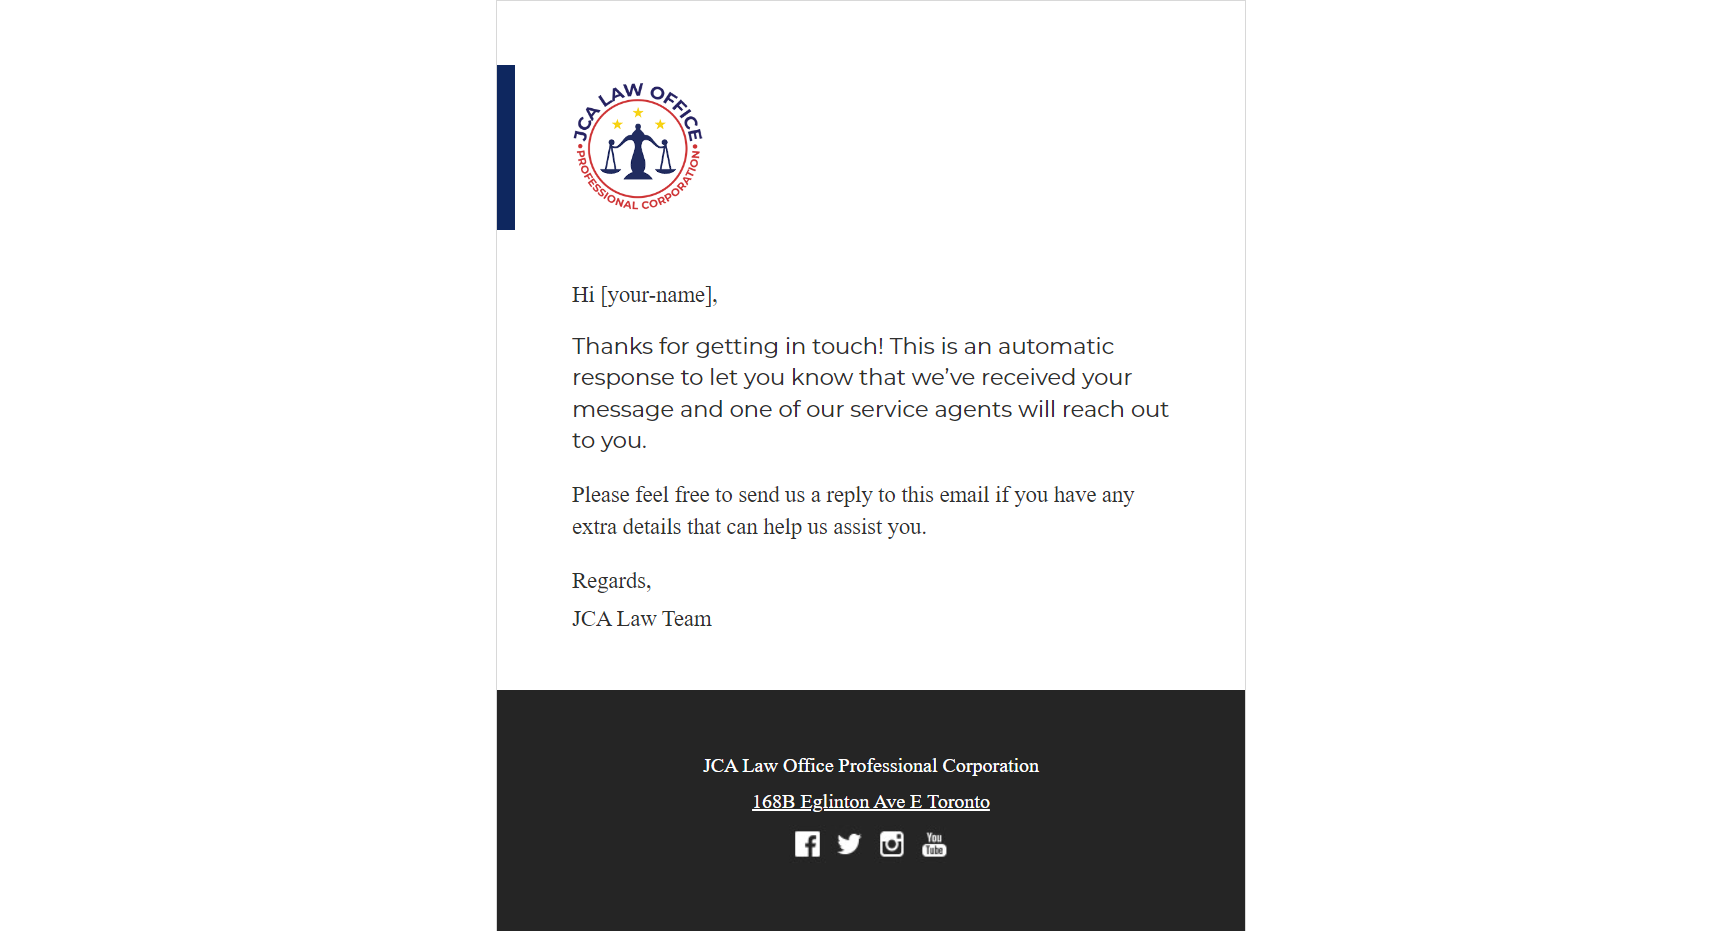 JCA LAW OFFICE
PROFESSIONAL CORPORATION
Hi [your-name],
Thanks for getting in touch! This is an automatic
response to let you know that we’ve received your
message and one of our service agents will reach out
to you.
Please feel free to send us a reply to this email if you have any
extra details that can help us assist you.
Regards,
JCA Law Team
JCA Law Office Professional Corporation
168B Eglinton Ave E Toronto
You
Tube